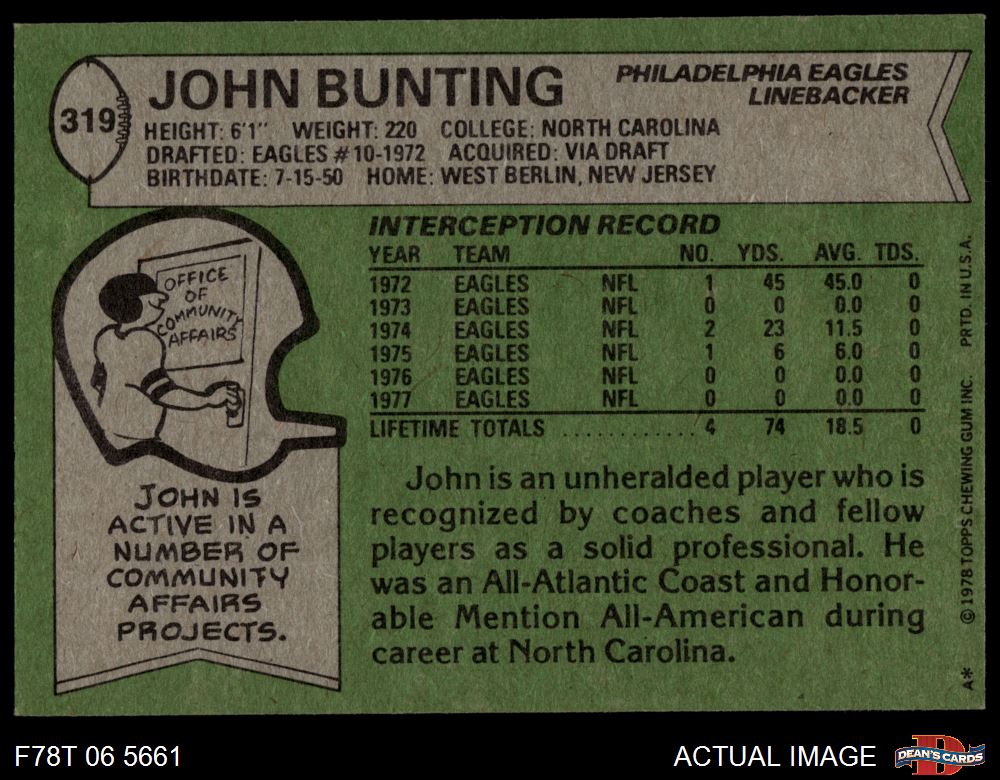 319
JOHN BUNTING
PHILADELPHIA EAGLES
LINEBACKER
HEIGHT: 6'1" WEIGHT: 220 COLLEGE: NORTH CAROLINA
DRAFTED: EAGLES #10-1972 ACQUIRED: VIA DRAFT
BIRTHDATE: 7-15-50 HOME: WEST BERLIN, NEW JERSEY
OFFICE
OF
COMMUNITY
AFFAIRS
JOHN IS
ACTIVE IN A
NUMBER OF
COMMUNITY
AFFAIRS
PROJECTS.
INTERCEPTION RECORD
YEAR TEAM NO. YDS. AVG. TDS.
1972 EAGLES NFL 1 45 45.0 0
1973 EAGLES NFL 0 0 0.0 0
1974 EAGLES NFL 2 23 11.5 0
1975 EAGLES NFL 1 6 6.0 0
1976 EAGLES NFL 0 0 0.0 0
1977 EAGLES NFL 0 0 0.0 0
LIFETIME TOTALS ............ 4 74 18.5 0
John is an unheralded player who is
recognized by coaches and fellow
players as a solid professional. He
was an All-Atlantic Coast and Honor-
able Mention All-American during
career at North Carolina.
A* © 1978 TOPPS CHEWING GUM INC. PRTD. IN U.S.A.
F78T 06 5661
ACTUAL IMAGE
D
DEAN'S CARDS